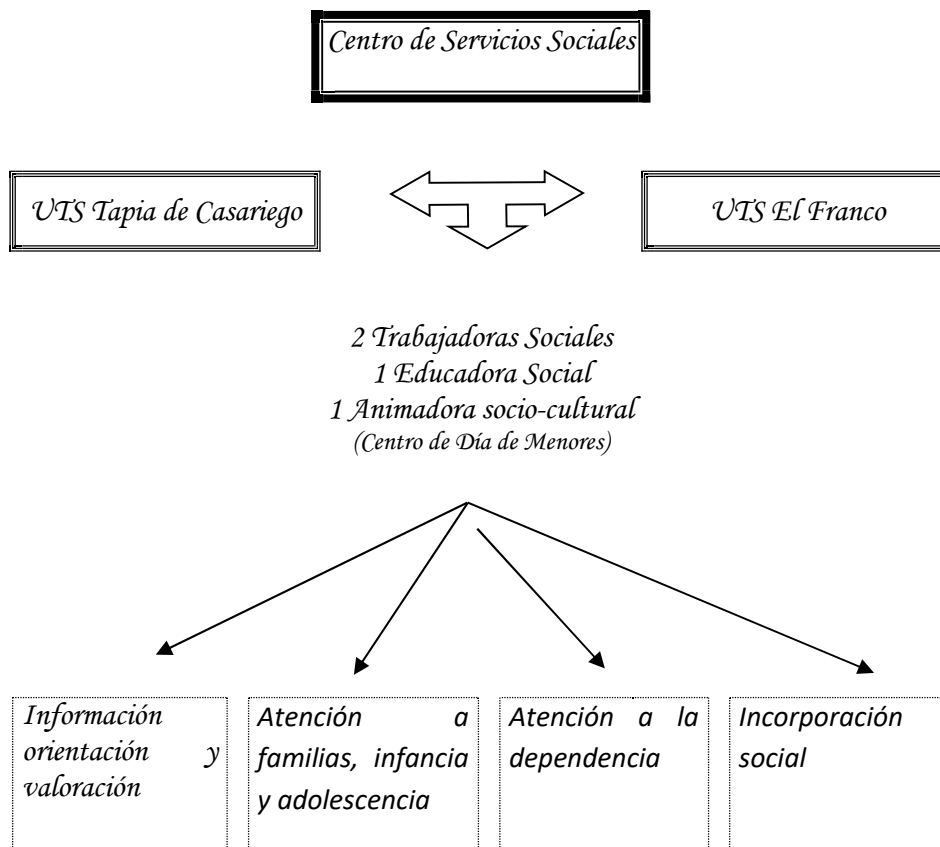 Centro de Servicios Sociales
UTS Tapia de Casariego
UTS El Franco
2 Trabajadoras Sociales
1 Educadora Social
1 Animadora socio-cultural
(Centro de Día de Menores)
Información
orientación y
valoración
Atención a
familias, infancia
y adolescencia
Atención a la
dependencia
Incorporación
social